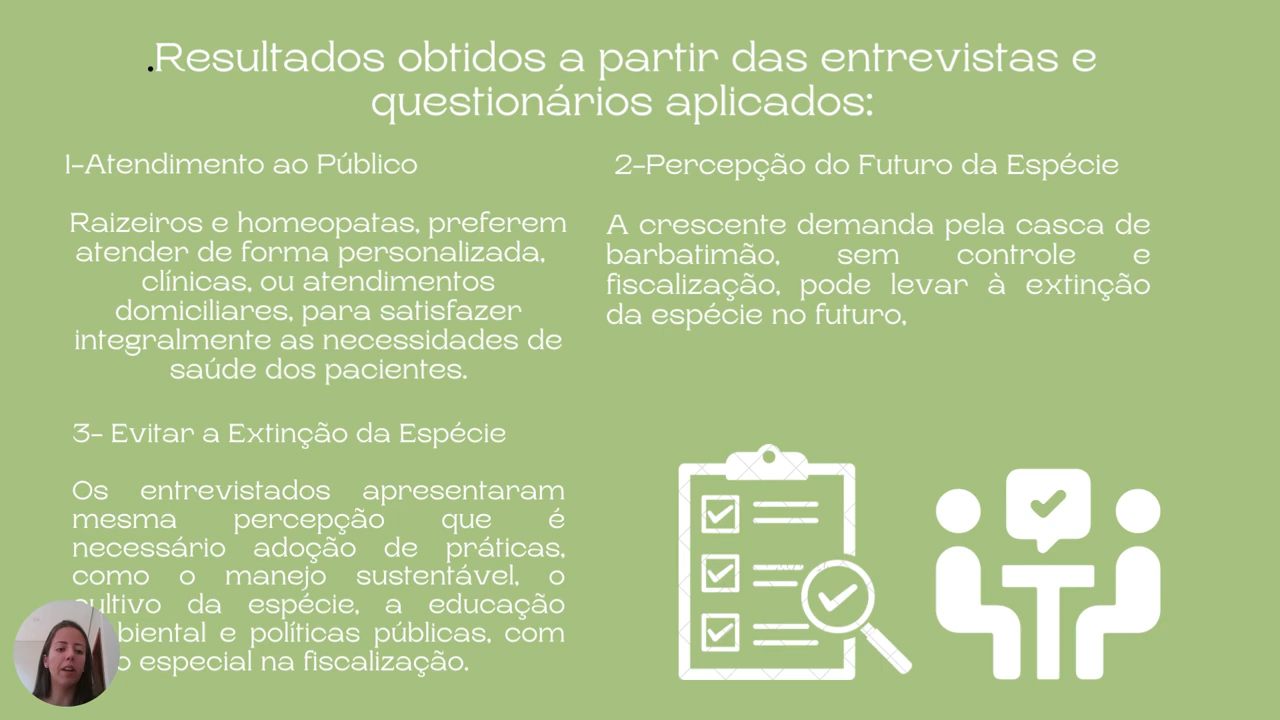 .Resultados obtidos a partir das entrevistas e
questionários aplicados:
1-Atendimento ao Público
Raizeiros e homeopatas, preferem
atender de forma personalizada,
clínicas, ou atendimentos
domiciliares, para satisfazer
integralmente as necessidades de
saúde dos pacientes.
2-Percepção do Futuro da Espécie
A crescente demanda pela casca de
barbatimão, sem controle e
fiscalização, pode levar à extinção
da espécie no futuro,
3- Evitar a Extinção da Espécie
Os entrevistados apresentaram
mesma percepção que é
necessário adoção de práticas,
como o manejo sustentável, o
cultivo da espécie, a educação
biental e políticas públicas, com
o especial na fiscalização.